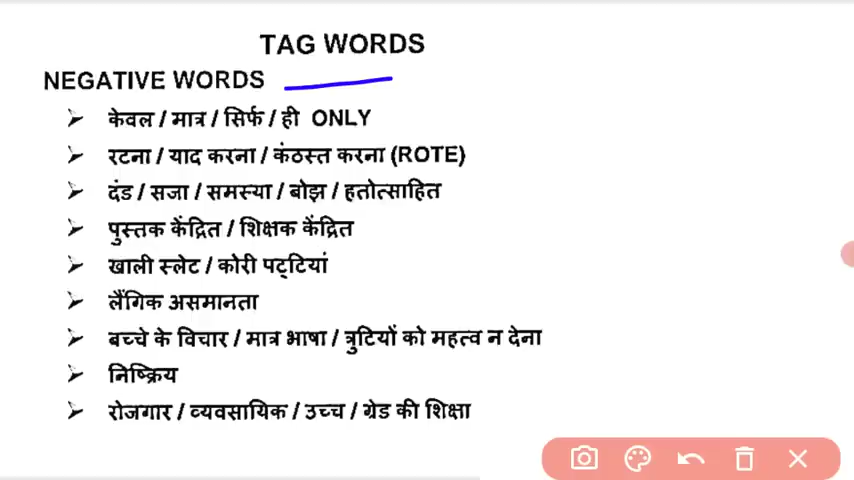 TAG WORDS
NEGATIVE WORDS
➢ केवल / मात्र / सिर्फ / ही ONLY
➢ रटना / याद करना / कंठस्त करना (ROTE)
➢ दंड / सजा / समस्या / बोझ / हतोत्साहित
➢ पुस्तक केंद्रित / शिक्षक केंद्रित
➢ खाली स्लेट / कोरी पट्टियां
➢ लैंगिक असमानता
➢ बच्चे के विचार / मात्र भाषा / त्रुटियों को महत्व न देना
➢ निष्क्रिय
➢ रोजगार / व्यवसायिक / उच्च / ग्रेड की शिक्षा